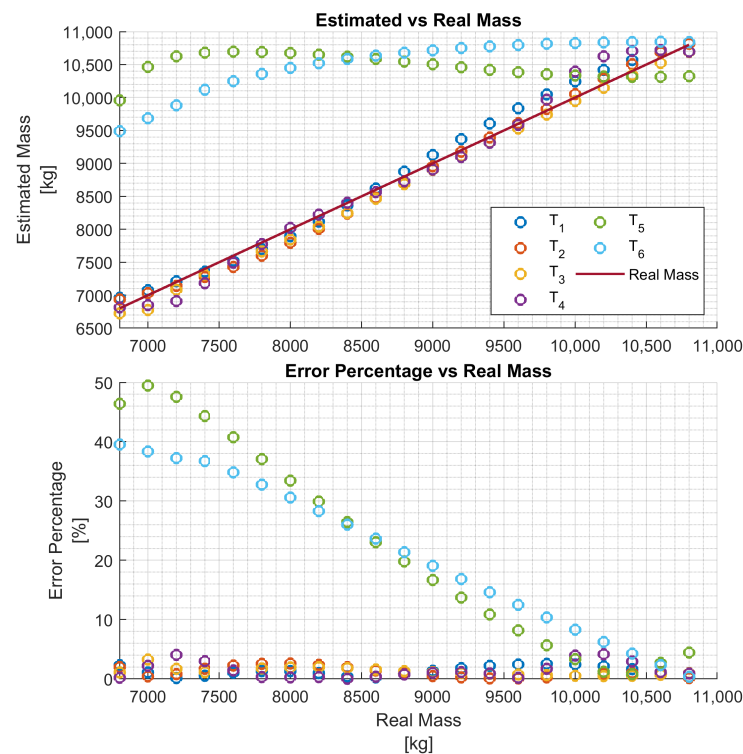 Estimated vs Real Mass
11,000
10,500
10,000
9500
9000
8500
8000
7500
7000
6500
Estimated Mass
[kg]
T1 T5
T2 T6
T3 Real Mass
T4
7000 7500 8000 8500 9000 9500 10,000 10,500 11,000
Error Percentage vs Real Mass
50
40
30
20
10
0
Error Percentage
[%]
7000 7500 8000 8500 9000 9500 10,000 10,500 11,000
Real Mass
[kg]